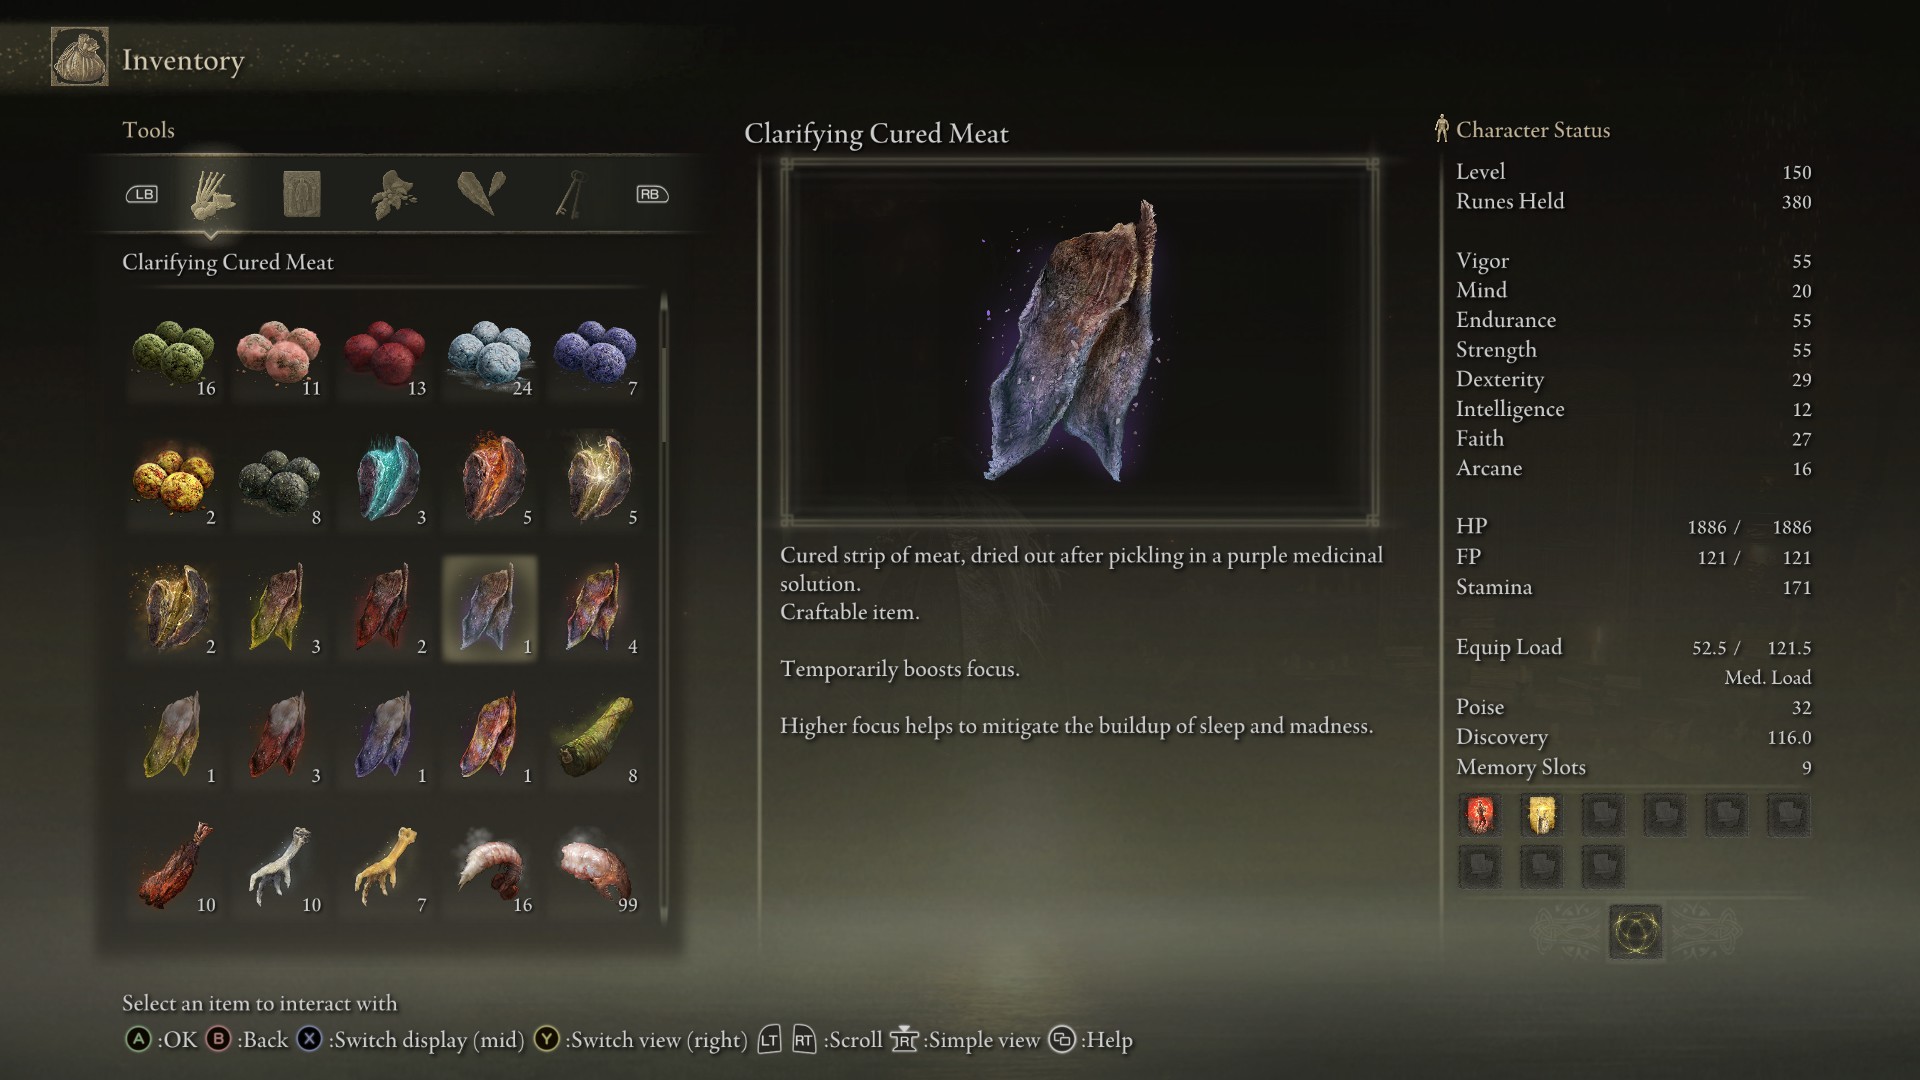 Inventory
Tools
LB
RB
Clarifying Cured Meat
16 11 13 24 7
2 8 3 5 5
2 3 2 1 4
1 3 1 1 8
10 10 7 16 99
Clarifying Cured Meat
Cured strip of meat, dried out after pickling in a purple medicinal
solution.
Craftable item.
Temporarily boosts focus.
Higher focus helps to mitigate the buildup of sleep and madness.
Character Status
Level 150
Runes Held 380
Vigor 55
Mind 20
Endurance 55
Strength 55
Dexterity 29
Intelligence 12
Faith 27
Arcane 16
HP 1886 / 1886
FP 121 / 121
Stamina 171
Equip Load 52.5 / 121.5
Med. Load
Poise 32
Discovery 116.0
Memory Slots 9
Select an item to interact with
A :OK B :Back X :Switch display (mid) Y :Switch view (right) LT RT :Scroll R :Simple view :Help